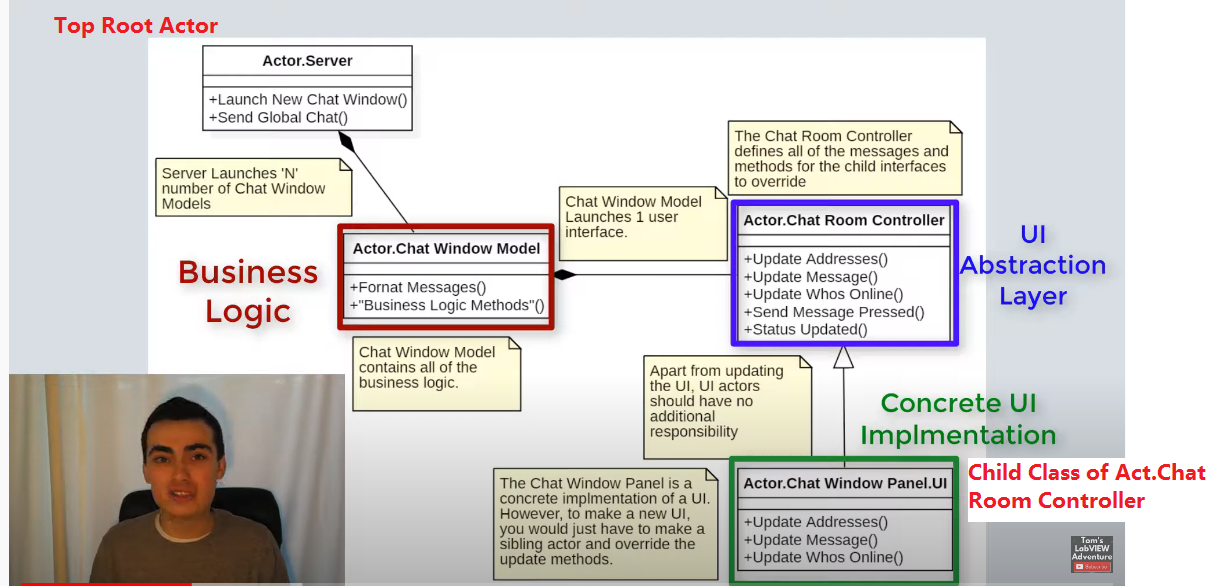 Top Root Actor
Actor.Server
+Launch New Chat Window()
+Send Global Chat()
Server Launches 'N'
number of Chat Window
Models
Business
Logic
Actor.Chat Window Model
+Fornat Messages()
+"Business Logic Methods"()
Chat Window Model
contains all of the
business logic.
Chat Window Model
Launches 1 user
interface.
The Chat Room Controller
defines all of the messages and
methods for the child interfaces
to override
Actor.Chat Room Controller
+Update Addresses()
+Update Message()
+Update Whos Online()
+Send Message Pressed()
+Status Updated()
UI
Abstraction
Layer
Apart from updating
the UI, UI actors
should have no
additional
responsibility
Concrete UI
Implmentation
The Chat Window Panel is a
concrete implmentation of a UI.
However, to make a new UI,
you would just have to make a
sibling actor and override the
update methods.
Actor.Chat Window Panel.UI
+Update Addresses()
+Update Message()
+Update Whos Online()
Child Class of Act.Chat
Room Controller
Tom's
LabVIEW
Adventure
Subscribe